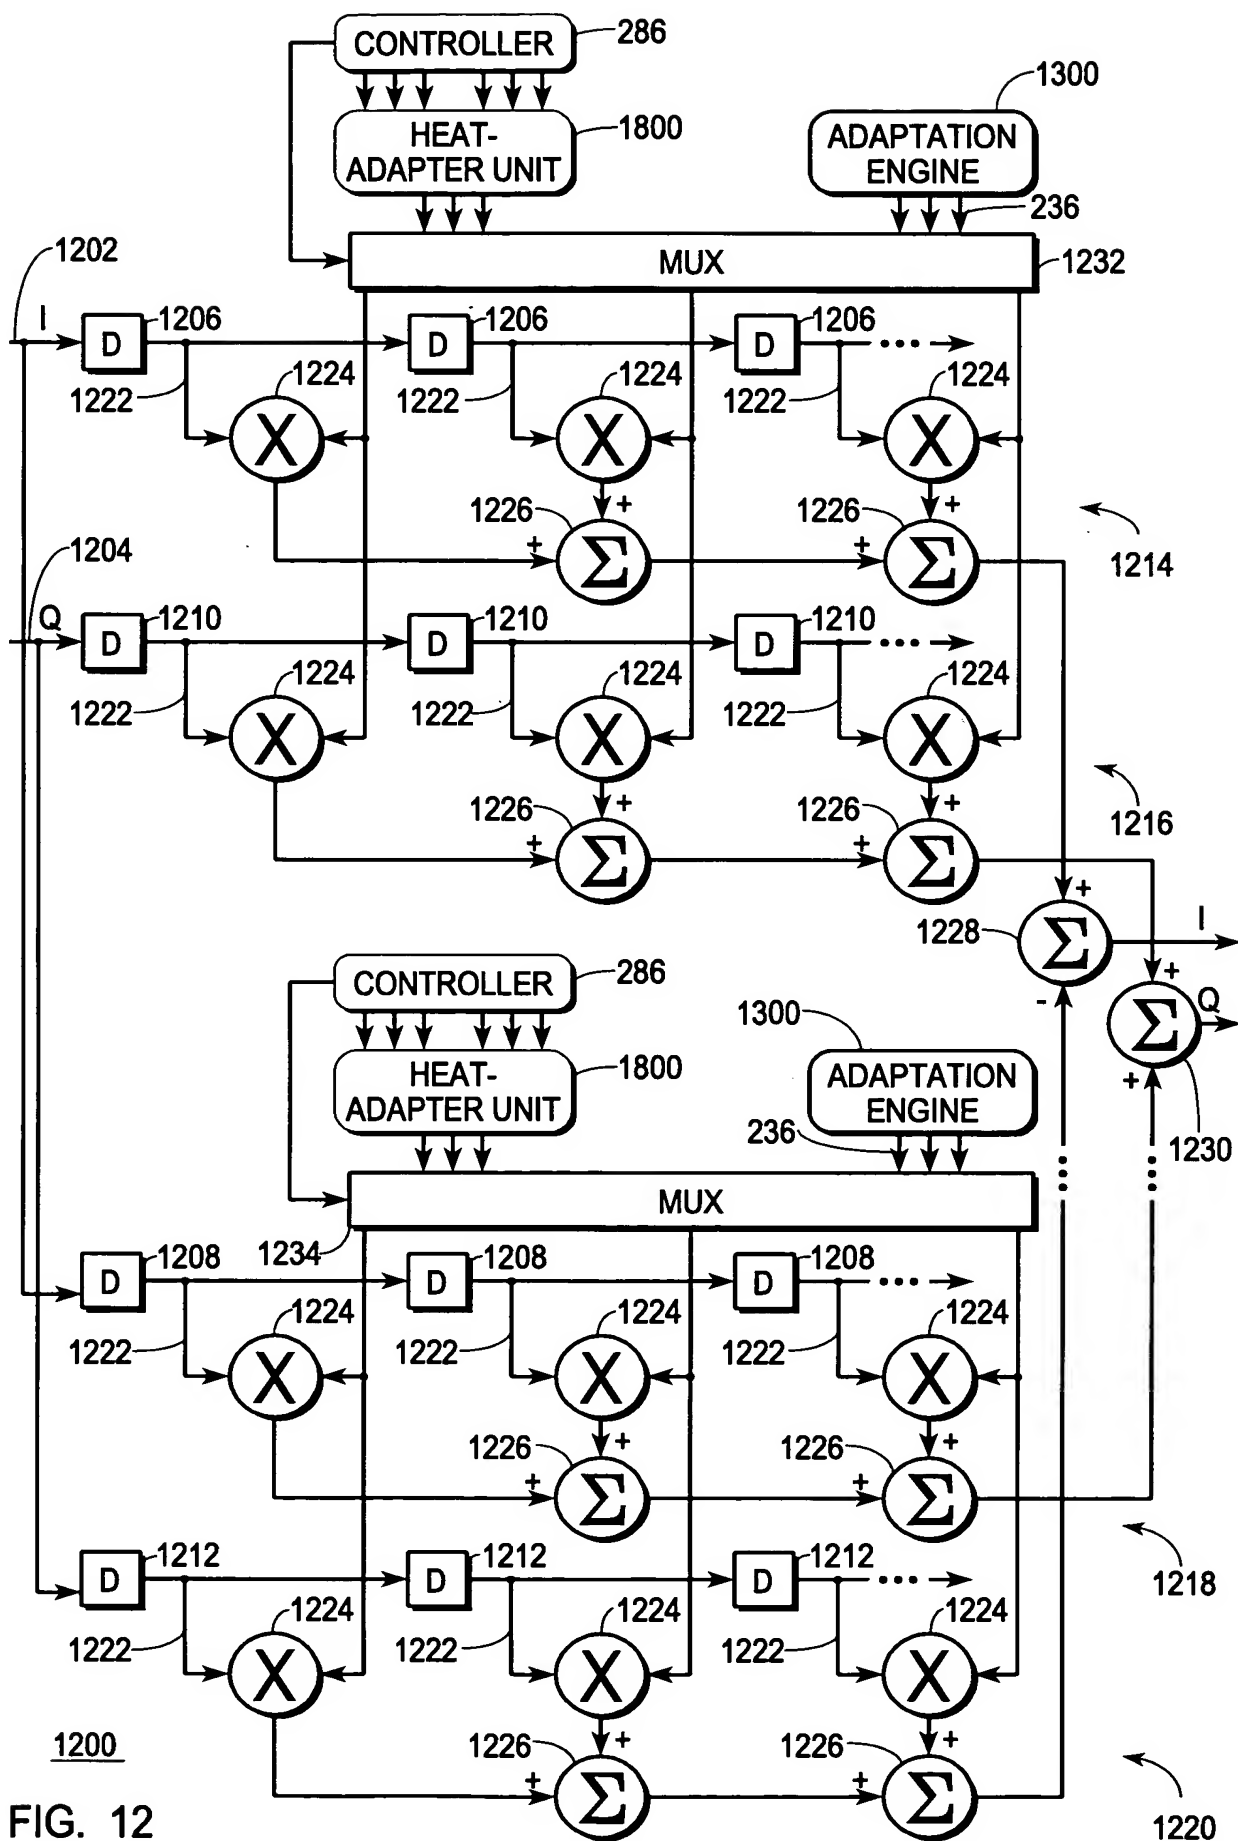 CONTROLLER 286
HEAT-
ADAPTER UNIT
1800
ADAPTATION
ENGINE
1300
236
MUX 1232
1202
I D 1206 D 1206 D 1206 •••
1222 1224 1222 1224 1222 1224
X X X
+ +
1226 1226
+ Σ + Σ
1214
1204
Q D 1210 D 1210 D 1210 •••
1222 1224 1222 1224 1222 1224
X X X
+ +
1226 1226
+ Σ + Σ
1216
+
1228 Σ I
-
+
Σ Q
+
1230
CONTROLLER 286
HEAT-
ADAPTER UNIT
1800
1300
ADAPTATION
ENGINE
236
MUX
1234
D 1208 D 1208 D 1208 •••
1222 1224 1222 1224 1222 1224
X X X
+ +
1226 1226
+ Σ + Σ
1218
D 1212 D 1212 D 1212 •••
1222 1224 1222 1224 1222 1224
X X X
+ +
1226 1226
+ Σ + Σ
1220
1200
FIG. 12